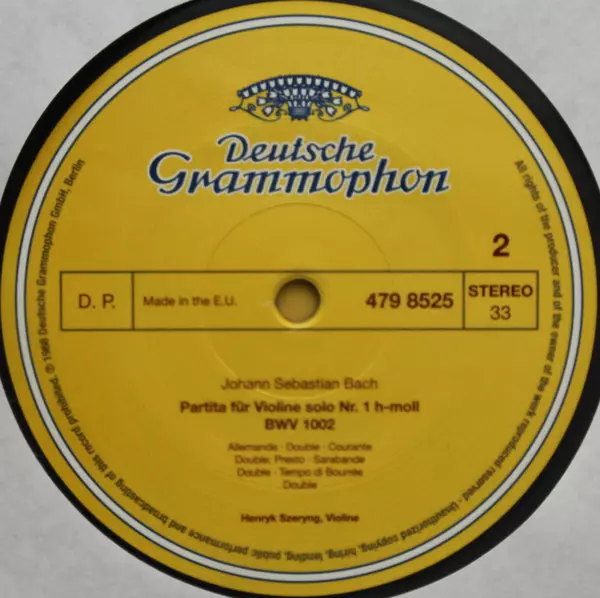 Deutsche
Grammophon
2
D. P.
Made in the E.U.
479 8525
STEREO
33
Johann Sebastian Bach
Partita für Violine solo Nr. 1 h-moll
BWV 1002
Allemande · Double · Courante
Double, Presto · Sarabande
Double · Tempo di Bourrée
Double
Henryk Szeryng, Violine
All rights of the producer and of the owner of the work reproduced reserved · Unauthorized copying, hiring, lending, public performance and broadcasting of this record prohibited ℗ 1968 Deutsche Grammophon GmbH, Berlin